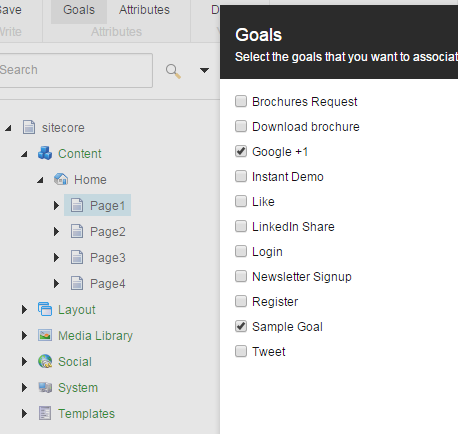 Save
Goals
Attributes
D
Write
Attributes
Search
sitecore
Content
Home
Page1
Page2
Page3
Page4
Layout
Media Library
Social
System
Templates
Goals
Select the goals that you want to associat
Brochures Request
Download brochure
Google +1
Instant Demo
Like
LinkedIn Share
Login
Newsletter Signup
Register
Sample Goal
Tweet